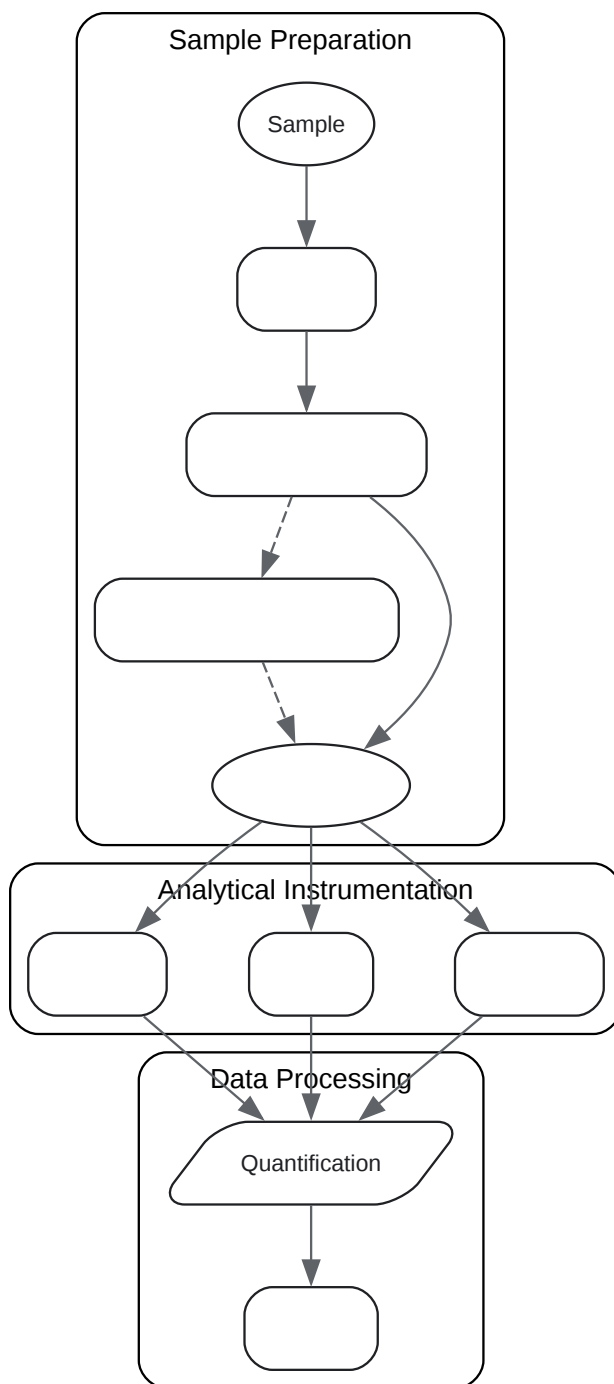 Sample Preparation
Sample
Analytical Instrumentation
Data Processing
Quantification